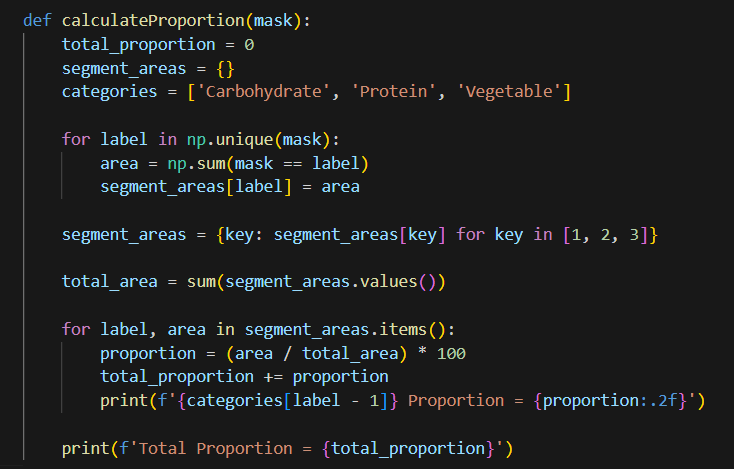 def calculateProportion(mask):
    total_proportion = 0
    segment_areas = {}
    categories = ['Carbohydrate', 'Protein', 'Vegetable']

    for label in np.unique(mask):
        area = np.sum(mask == label)
        segment_areas[label] = area

    segment_areas = {key: segment_areas[key] for key in [1, 2, 3]}

    total_area = sum(segment_areas.values())

    for label, area in segment_areas.items():
        proportion = (area / total_area) * 100
        total_proportion += proportion
        print(f'{categories[label - 1]} Proportion = {proportion:.2f}')

    print(f'Total Proportion = {total_proportion}')